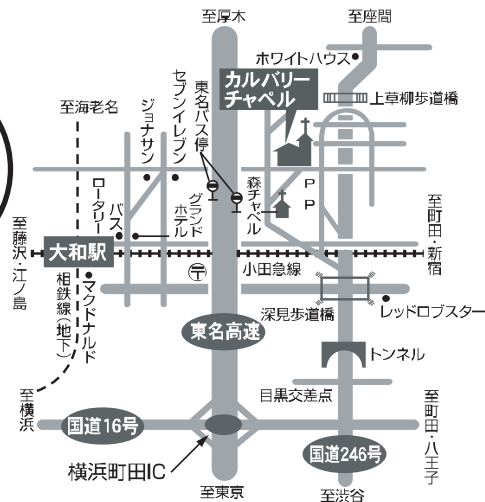 至厚木
至座間
ホワイトハウス
カルバリー
チャペル
上草柳歩道橋
至海老名
ジョナサン
セブンイレブン
東名バス停
グランド
ホテル
森チャペル
P P
バス
ロータリー
至町田・新宿
至藤沢・江ノ島
大和駅
小田急線
〒
相鉄線(地下)
マクドナルド
深見歩道橋
レッドロブスター
東名高速
トンネル
目黒交差点
至横浜
国道16号
至町田・八王子
国道246号
横浜町田IC
至東京
至渋谷